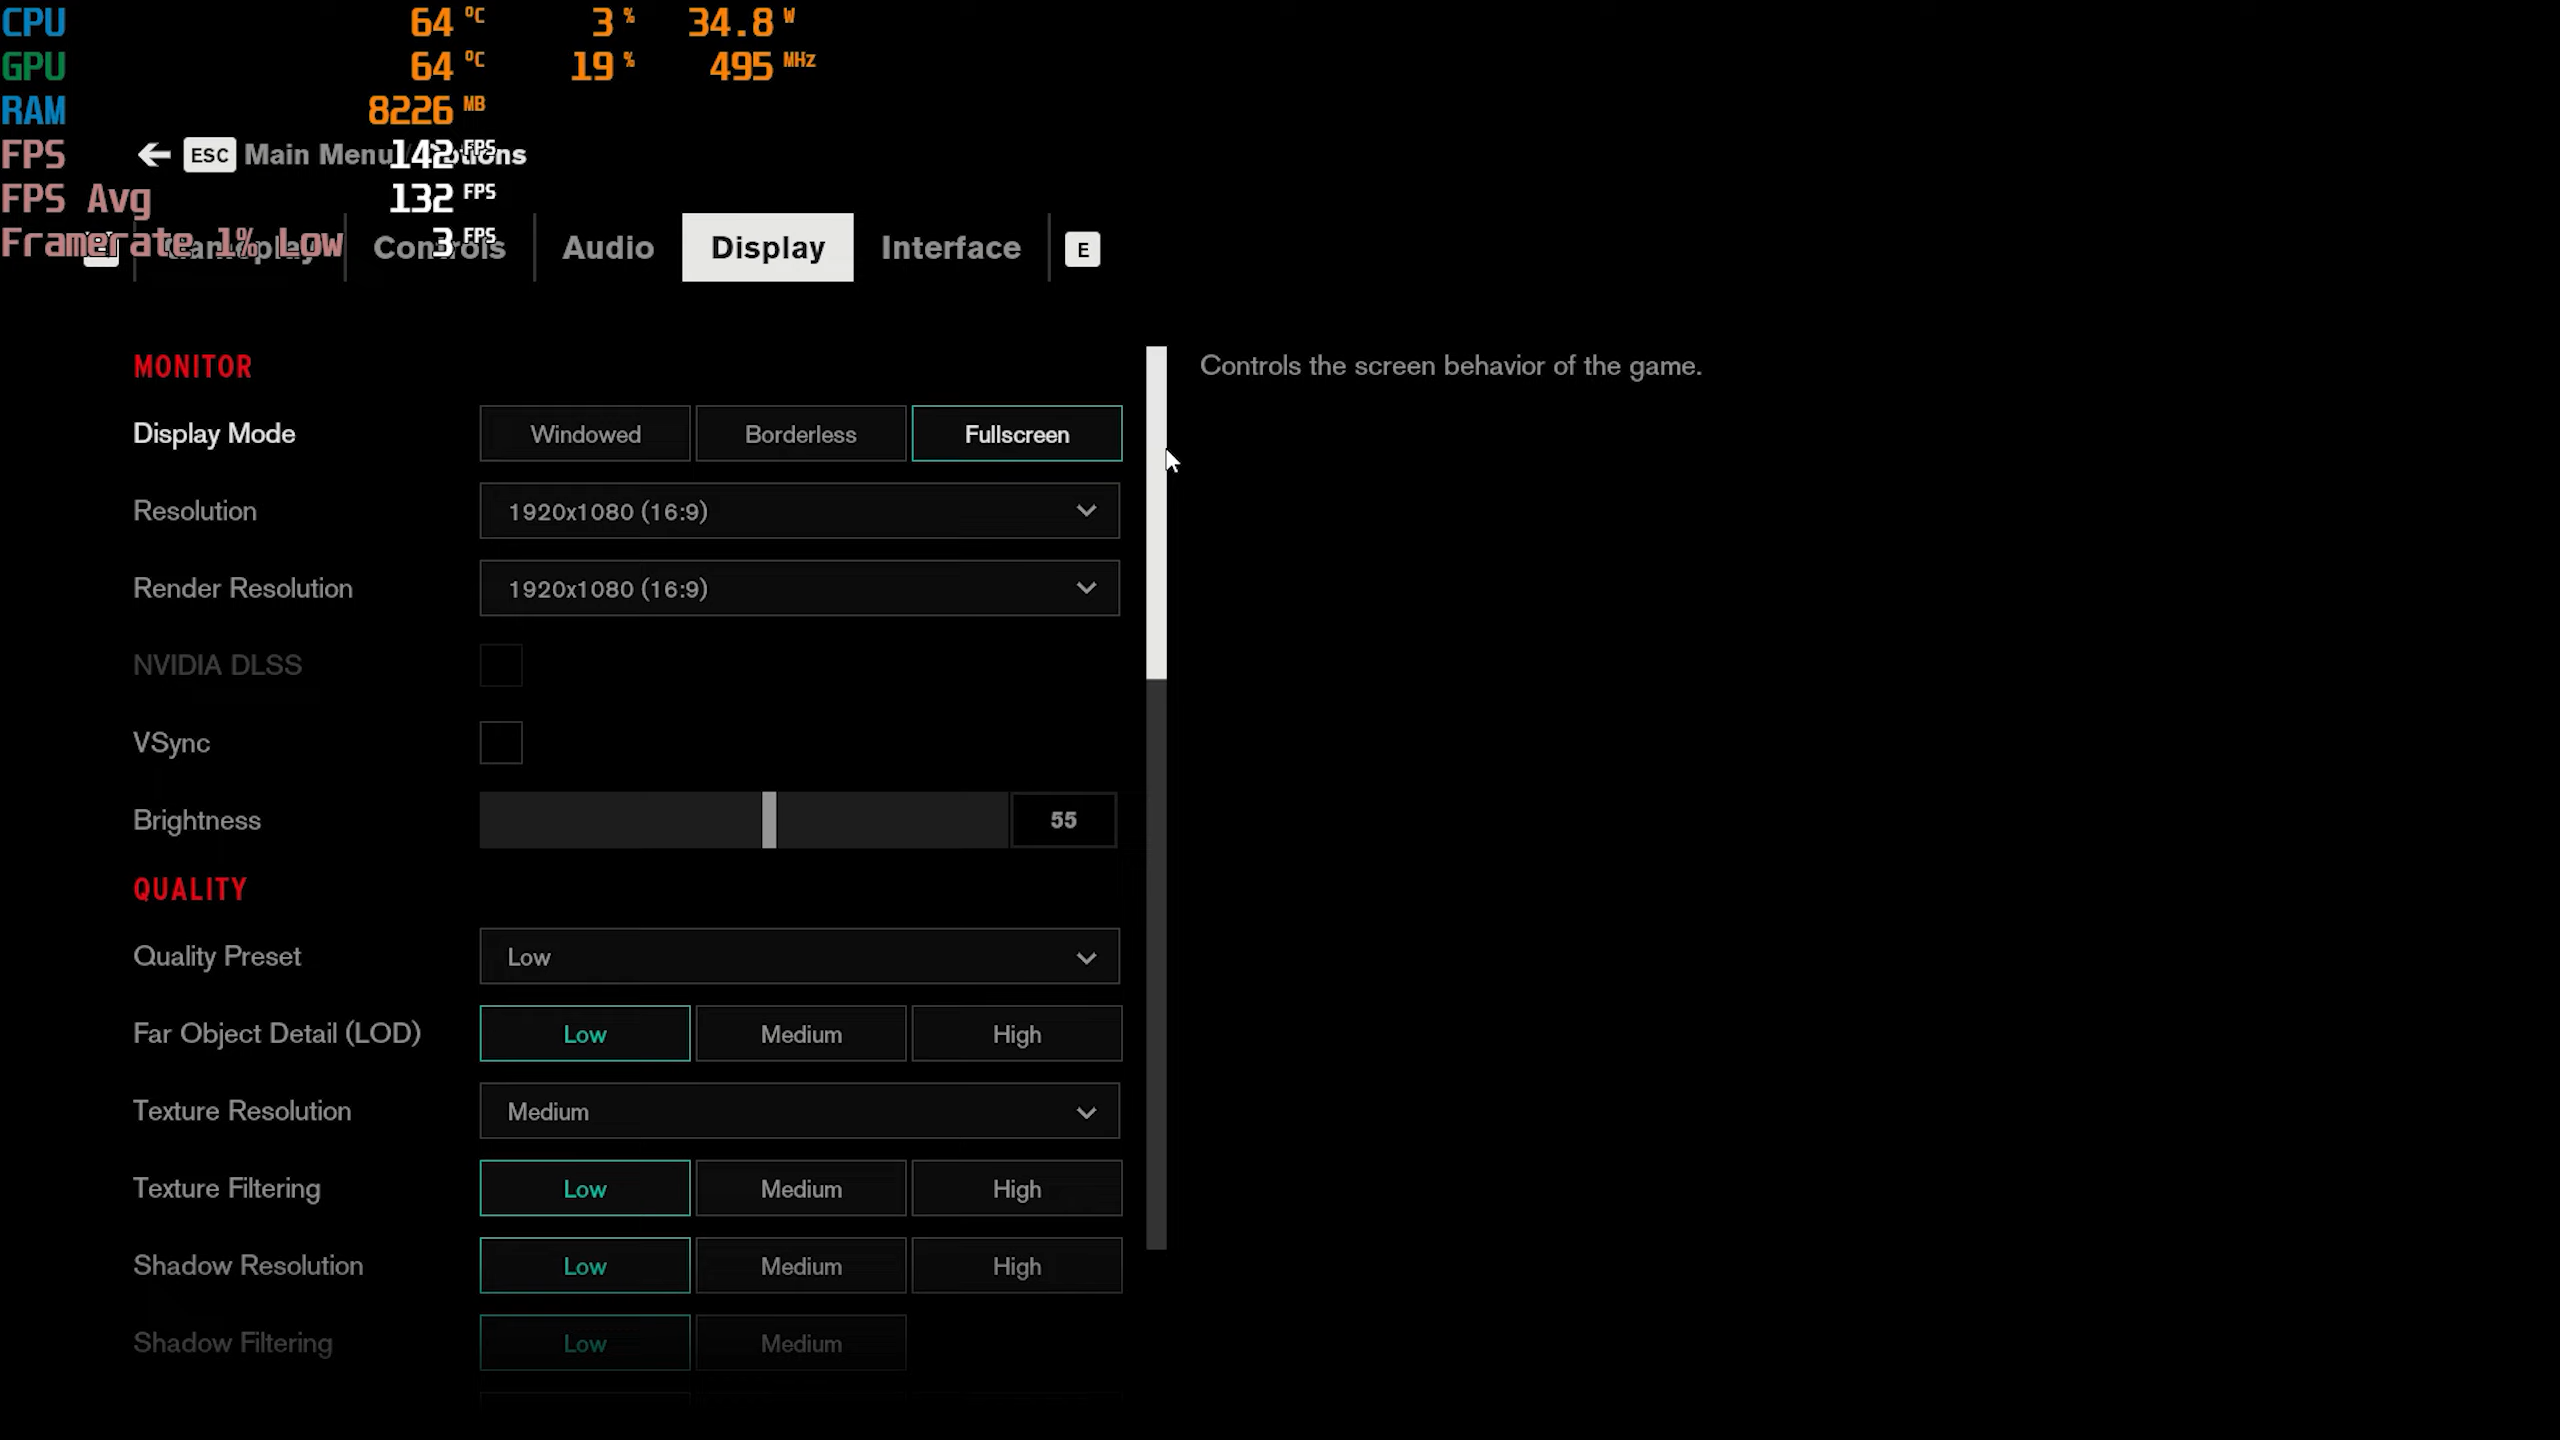 CPU 64 °C 3 % 34.8 W
GPU 64 °C 19 % 495 MHz
RAM 8226 MB
FPS 142 FPS
ESC Main Menu
FPS Avg 132 FPS
Framerate 1% Low 3 FPS
Gameplay Controls Audio Display Interface E
MONITOR
Controls the screen behavior of the game.
Display Mode Windowed Borderless Fullscreen
Resolution 1920x1080 (16:9)
Render Resolution 1920x1080 (16:9)
NVIDIA DLSS
VSync
Brightness 55
QUALITY
Quality Preset Low
Far Object Detail (LOD) Low Medium High
Texture Resolution Medium
Texture Filtering Low Medium High
Shadow Resolution Low Medium High
Shadow Filtering Low Medium